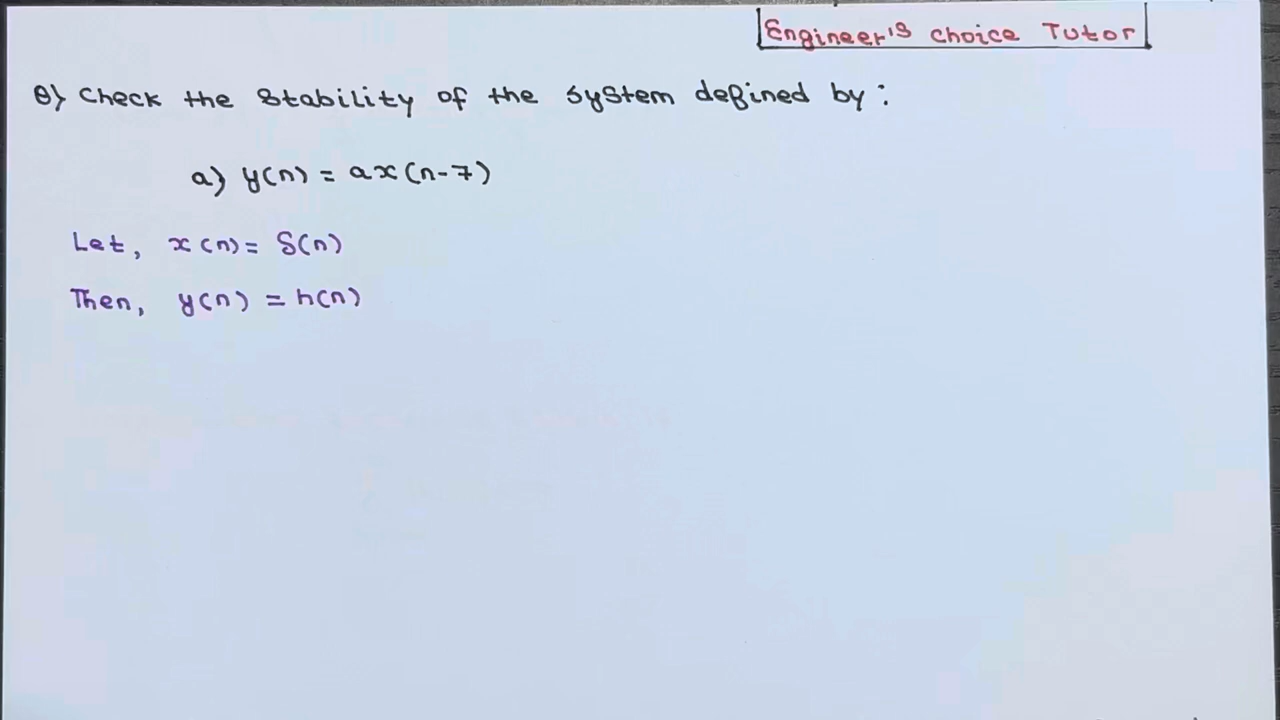 Engineer's choice Tutor
Q) Check the stability of the system defined by:
a) y(n) = ax(n-7)
Let, x(n) = δ(n)
Then, y(n) = h(n)